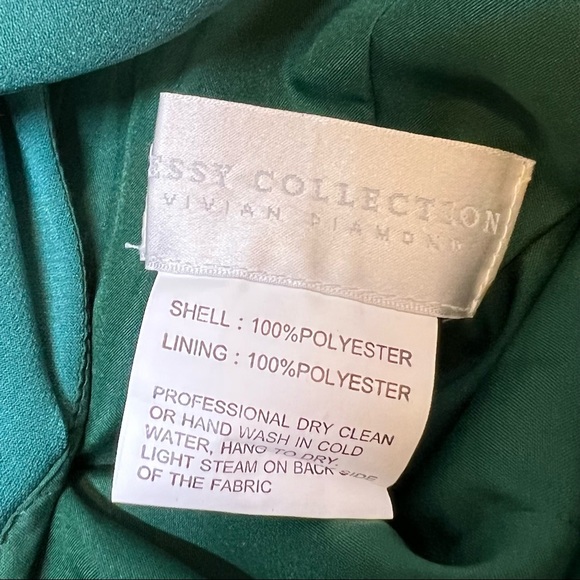 ESSY COLLECTION
VIVIAN DIAMOND
SHELL : 100%POLYESTER
LINING : 100%POLYESTER
PROFESSIONAL DRY CLEAN
OR HAND WASH IN COLD
WATER, HANG TO DRY.
LIGHT STEAM ON BACK SIDE
OF THE FABRIC